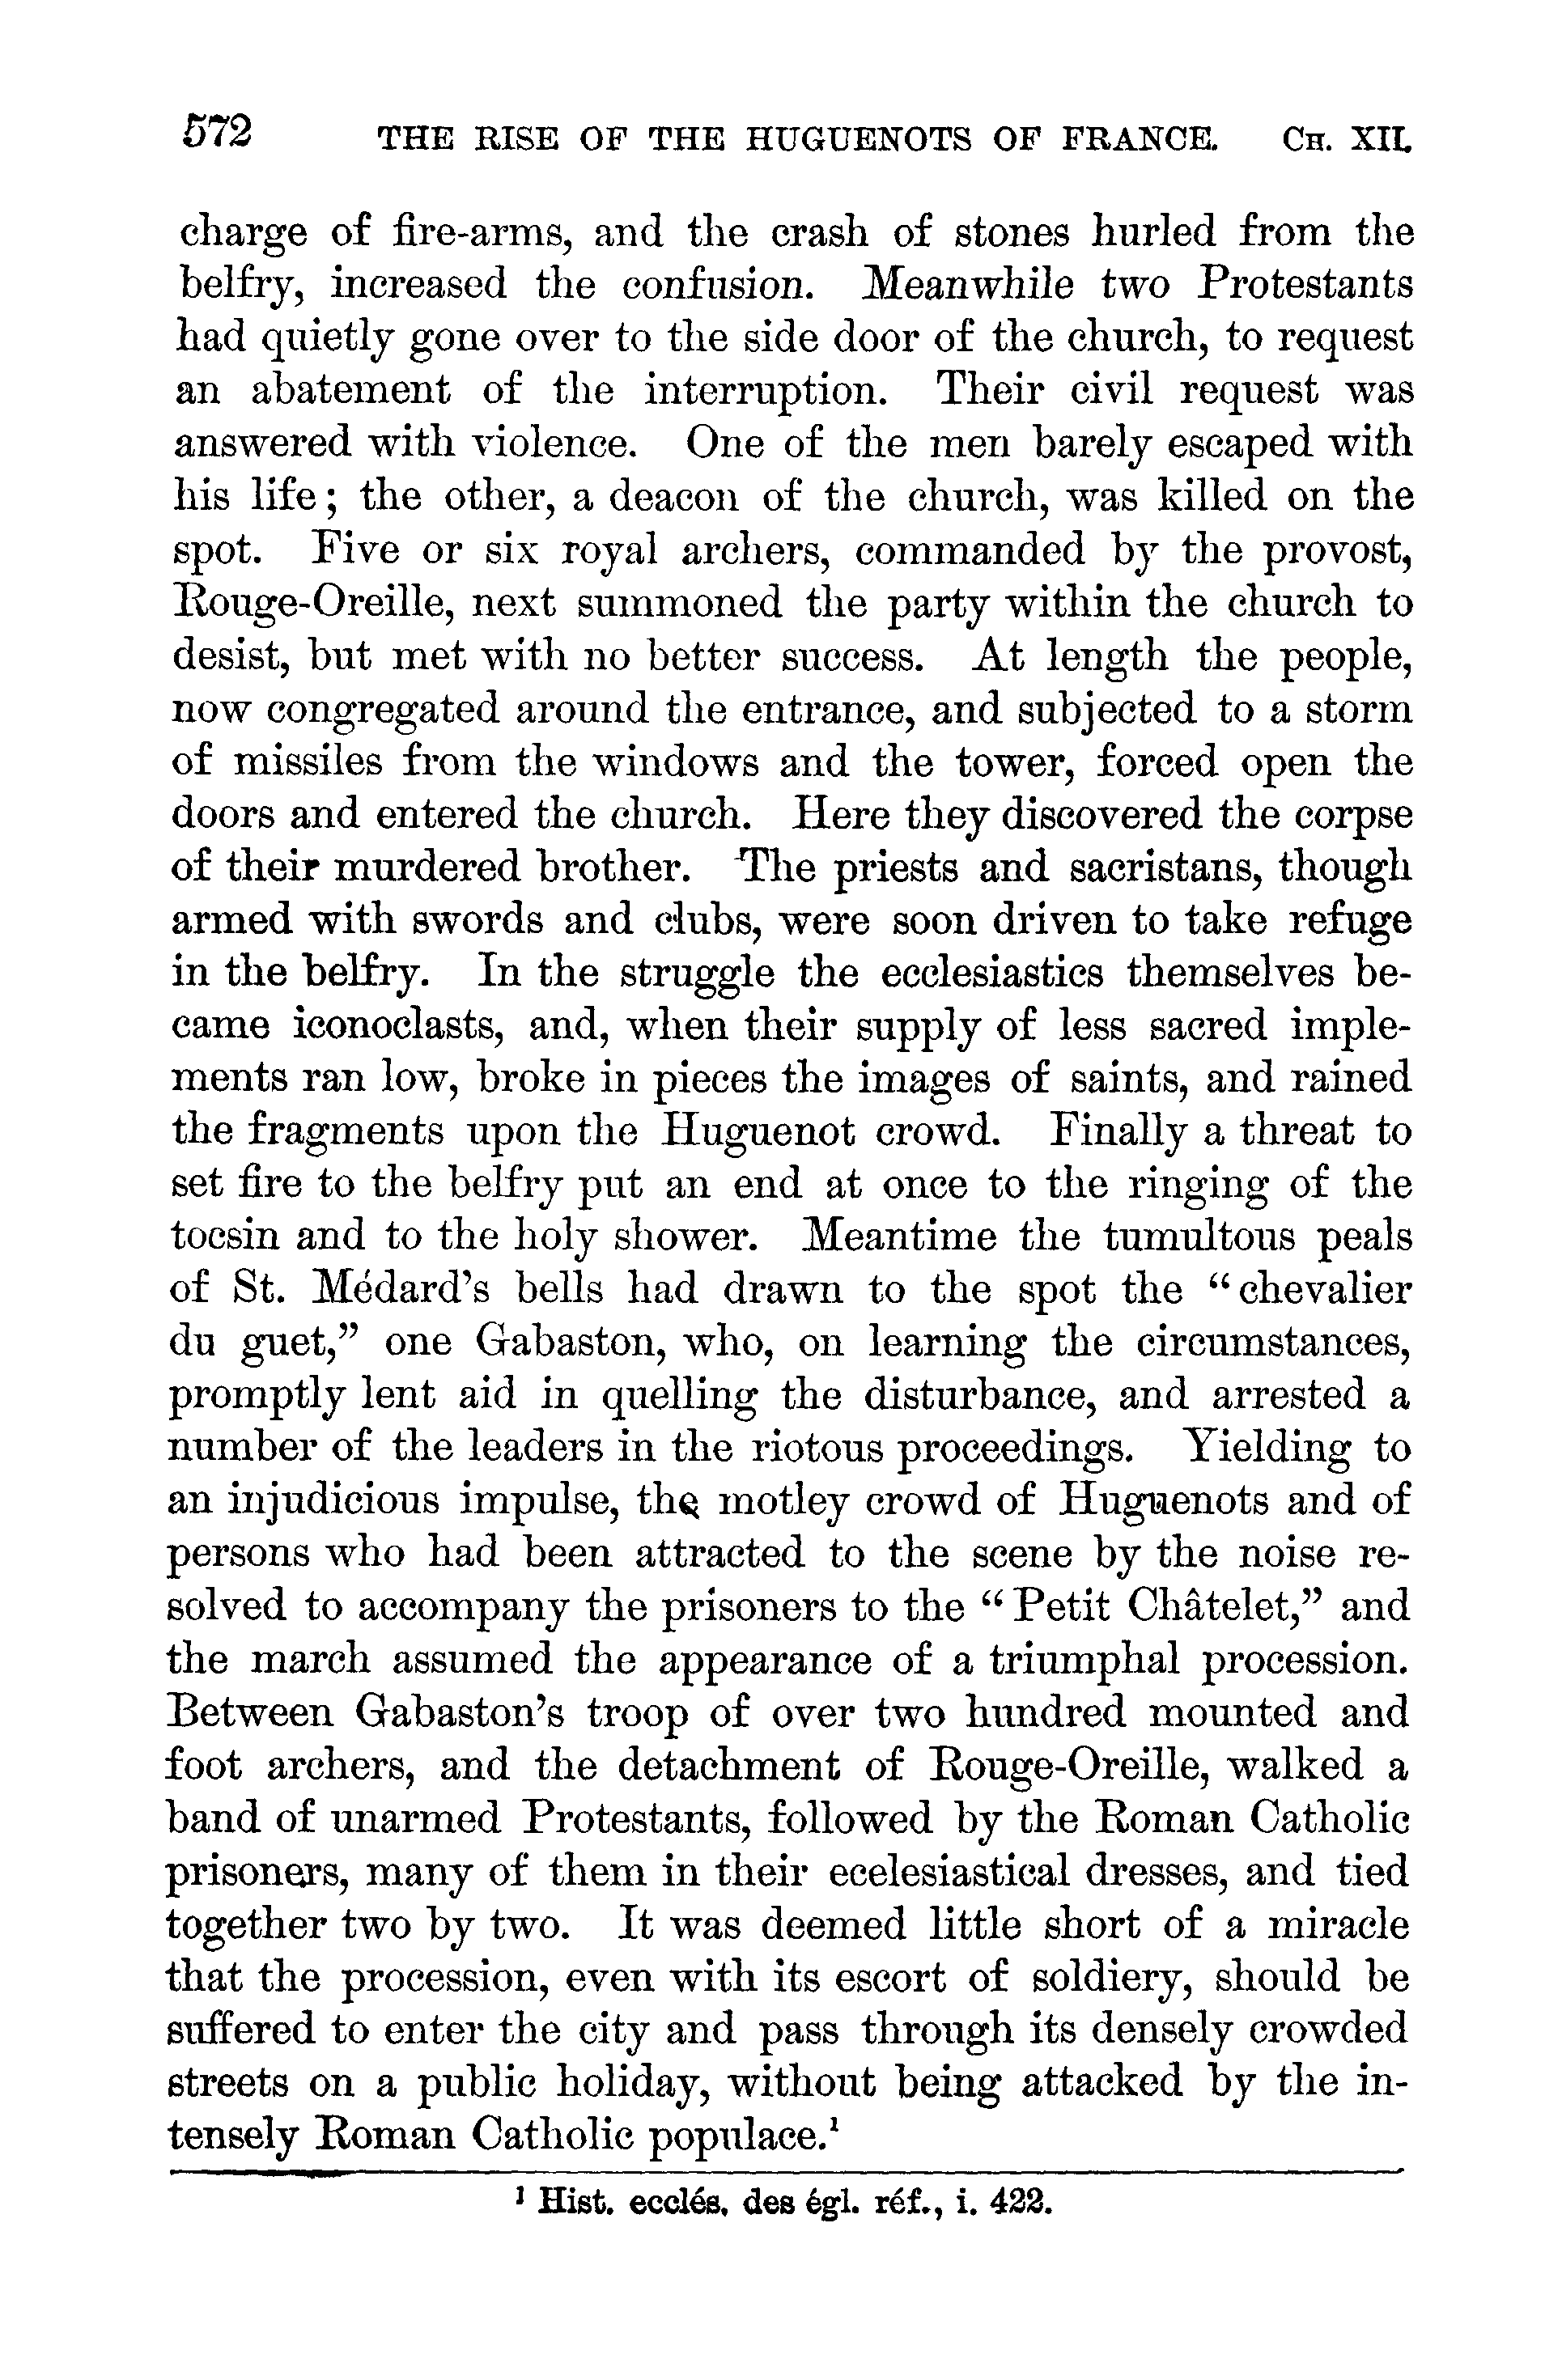 572 THE RISE OF THE HUGUENOTS OF FRANCE. CH. XII.
charge of fire-arms, and the crash of stones hurled from the
belfry, increased the confusion. Meanwhile two Protestants
had quietly gone over to the side door of the church, to request
an abatement of the interruption. Their civil request was
answered with violence. One of the men barely escaped with
his life; the other, a deacon of the church, was killed on the
spot. Five or six royal archers, commanded by the provost,
Rouge-Oreille, next summoned the party within the church to
desist, but met with no better success. At length the people,
now congregated around the entrance, and subjected to a storm
of missiles from the windows and the tower, forced open the
doors and entered the church. Here they discovered the corpse
of their murdered brother. The priests and sacristans, though
armed with swords and clubs, were soon driven to take refuge
in the belfry. In the struggle the ecclesiastics themselves be-
came iconoclasts, and, when their supply of less sacred imple-
ments ran low, broke in pieces the images of saints, and rained
the fragments upon the Huguenot crowd. Finally a threat to
set fire to the belfry put an end at once to the ringing of the
tocsin and to the holy shower. Meantime the tumultous peals
of St. Médard's bells had drawn to the spot the “chevalier
du guet,” one Gabaston, who, on learning the circumstances,
promptly lent aid in quelling the disturbance, and arrested a
number of the leaders in the riotous proceedings. Yielding to
an injudicious impulse, the motley crowd of Huguenots and of
persons who had been attracted to the scene by the noise re-
solved to accompany the prisoners to the “Petit Châtelet,” and
the march assumed the appearance of a triumphal procession.
Between Gabaston's troop of over two hundred mounted and
foot archers, and the detachment of Rouge-Oreille, walked a
band of unarmed Protestants, followed by the Roman Catholic
prisoners, many of them in their ecclesiastical dresses, and tied
together two by two. It was deemed little short of a miracle
that the procession, even with its escort of soldiery, should be
suffered to enter the city and pass through its densely crowded
streets on a public holiday, without being attacked by the in-
tensely Roman Catholic populace.¹
¹ Hist. ecclés. des égl. réf., i. 422.